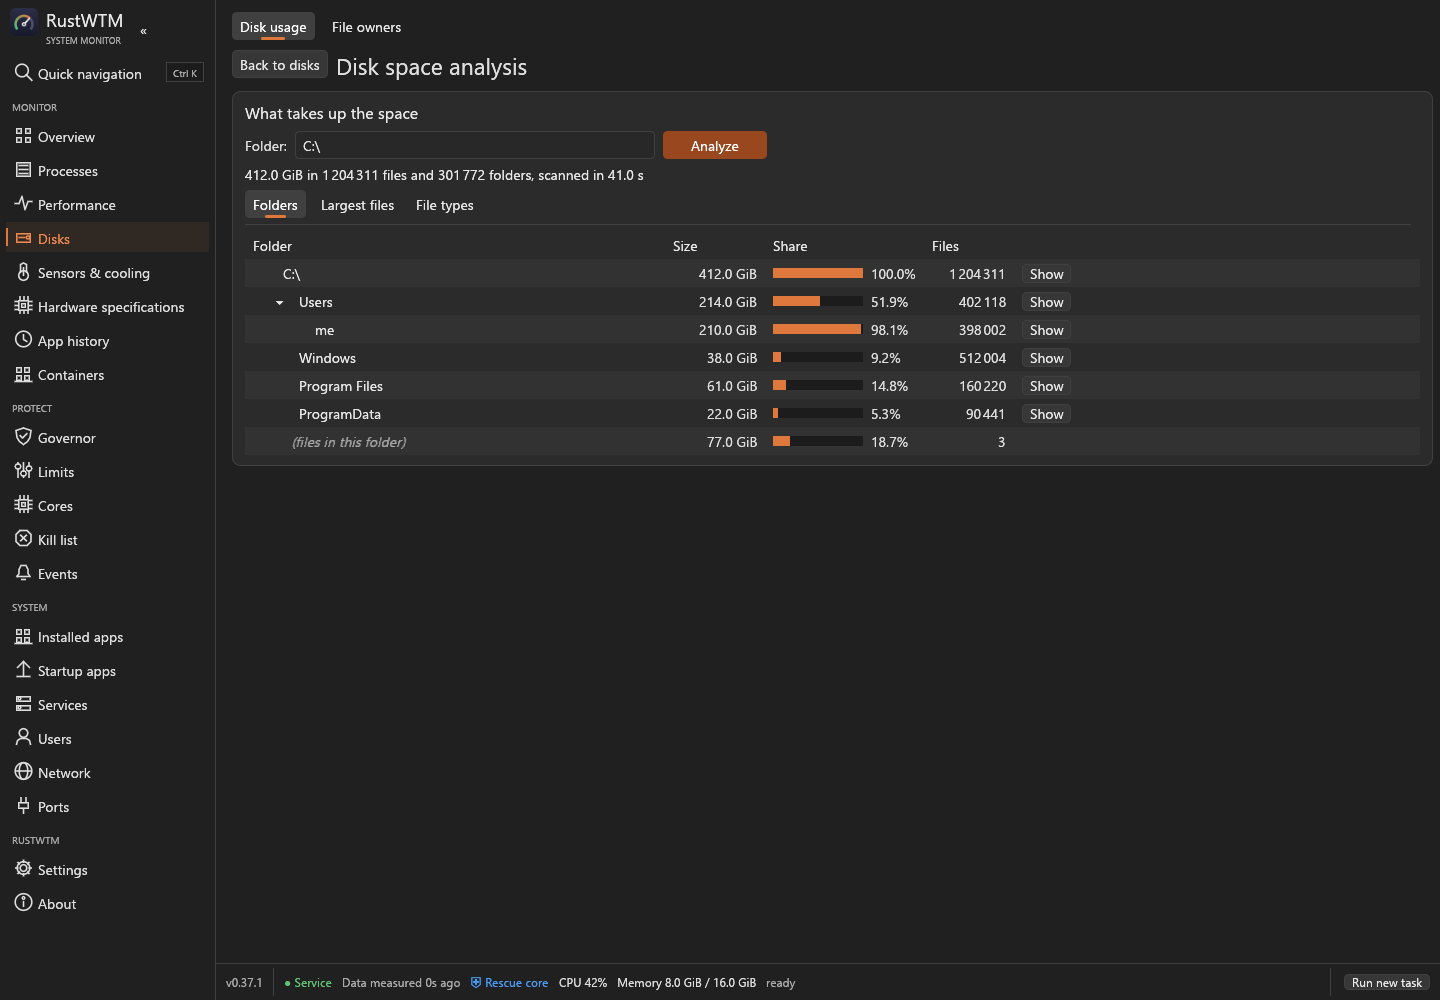 RustWTM
SYSTEM MONITOR
«
Quick navigation Ctrl K
MONITOR
Overview
Processes
Performance
Disks
Sensors & cooling
Hardware specifications
App history
Containers
PROTECT
Governor
Limits
Cores
Kill list
Events
SYSTEM
Installed apps
Startup apps
Services
Users
Network
Ports
RUSTWTM
Settings
About
Disk usage File owners
Back to disks Disk space analysis
What takes up the space
Folder: C:\ Analyze
412.0 GiB in 1 204 311 files and 301 772 folders, scanned in 41.0 s
Folders Largest files File types
Folder Size Share Files
C:\ 412.0 GiB 100.0% 1 204 311 Show
Users 214.0 GiB 51.9% 402 118 Show
me 210.0 GiB 98.1% 398 002 Show
Windows 38.0 GiB 9.2% 512 004 Show
Program Files 61.0 GiB 14.8% 160 220 Show
ProgramData 22.0 GiB 5.3% 90 441 Show
(files in this folder) 77.0 GiB 18.7% 3
v0.37.1 Service Data measured 0s ago Rescue core CPU 42% Memory 8.0 GiB / 16.0 GiB ready Run new task